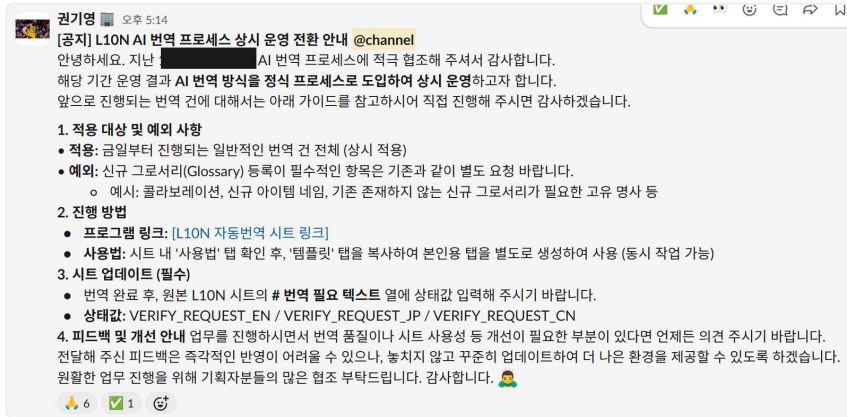 권기영 오후 5:14
[공지] L10N AI 번역 프로세스 상시 운영 전환 안내 @channel
안녕하세요. 지난 AI 번역 프로세스에 적극 협조해 주셔서 감사합니다.
해당 기간 운영 결과 AI 번역 방식을 정식 프로세스로 도입하여 상시 운영하고자 합니다.
앞으로 진행되는 번역 건에 대해서는 아래 가이드를 참고하시어 직접 진행해 주시면 감사하겠습니다.
1. 적용 대상 및 예외 사항
• 적용: 금일부터 진행되는 일반적인 번역 건 전체 (상시 적용)
• 예외: 신규 그로서리(Glossary) 등록이 필수적인 항목은 기존과 같이 별도 요청 바랍니다.
○ 예시: 콜라보레이션, 신규 아이템 네임, 기존 존재하지 않는 신규 그로서리가 필요한 고유 명사 등
2. 진행 방법
● 프로그램 링크: [L10N 자동번역 시트 링크]
● 사용법: 시트 내 '사용법' 탭 확인 후, '템플릿' 탭을 복사하여 본인용 탭을 별도로 생성하여 사용 (동시 작업 가능)
3. 시트 업데이트 (필수)
● 번역 완료 후, 원본 L10N 시트의 # 번역 필요 텍스트 열에 상태값 입력해 주시기 바랍니다.
● 상태값: VERIFY_REQUEST_EN / VERIFY_REQUEST_JP / VERIFY_REQUEST_CN
4. 피드백 및 개선 안내 업무를 진행하시면서 번역 품질이나 시트 사용성 등 개선이 필요한 부분이 있다면 언제든 의견 주시기 바랍니다.
전달해 주신 피드백은 즉각적인 반영이 어려울 수 있으나, 놓치지 않고 꾸준히 업데이트하여 더 나은 환경을 제공할 수 있도록 하겠습니다.
원활한 업무 진행을 위해 기획자분들의 많은 협조 부탁드립니다. 감사합니다.
6 1